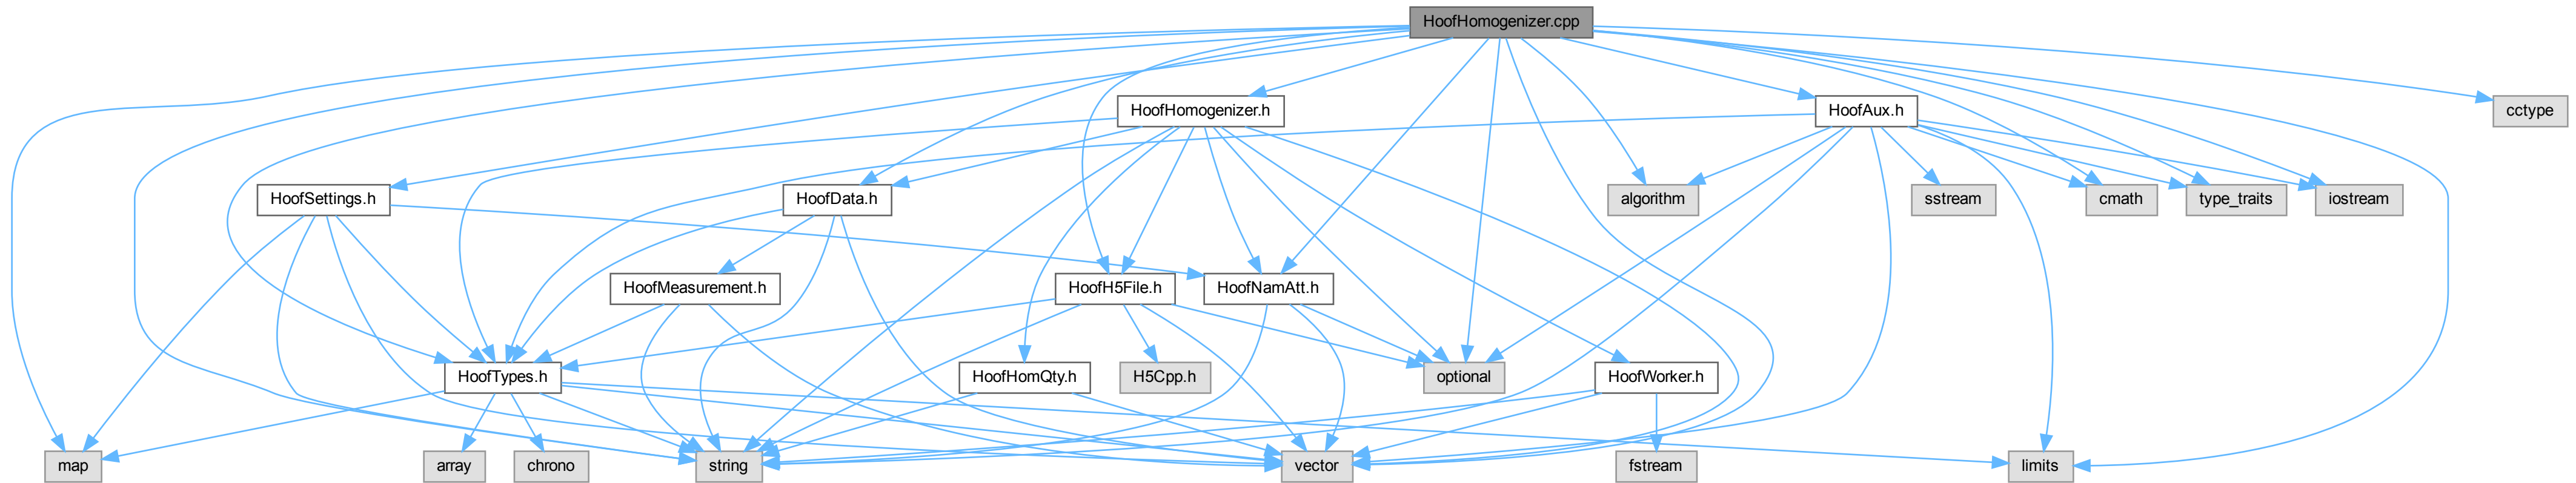 HoofHomogenizer.cpp
HoofHomogenizer.h
HoofAux.h
cctype
HoofSettings.h
HoofData.h
algorithm
sstream
cmath
type_traits
iostream
HoofMeasurement.h
HoofH5File.h
HoofNamAtt.h
HoofTypes.h
HoofHomQty.h
H5Cpp.h
optional
HoofWorker.h
map
array
chrono
string
vector
fstream
limits